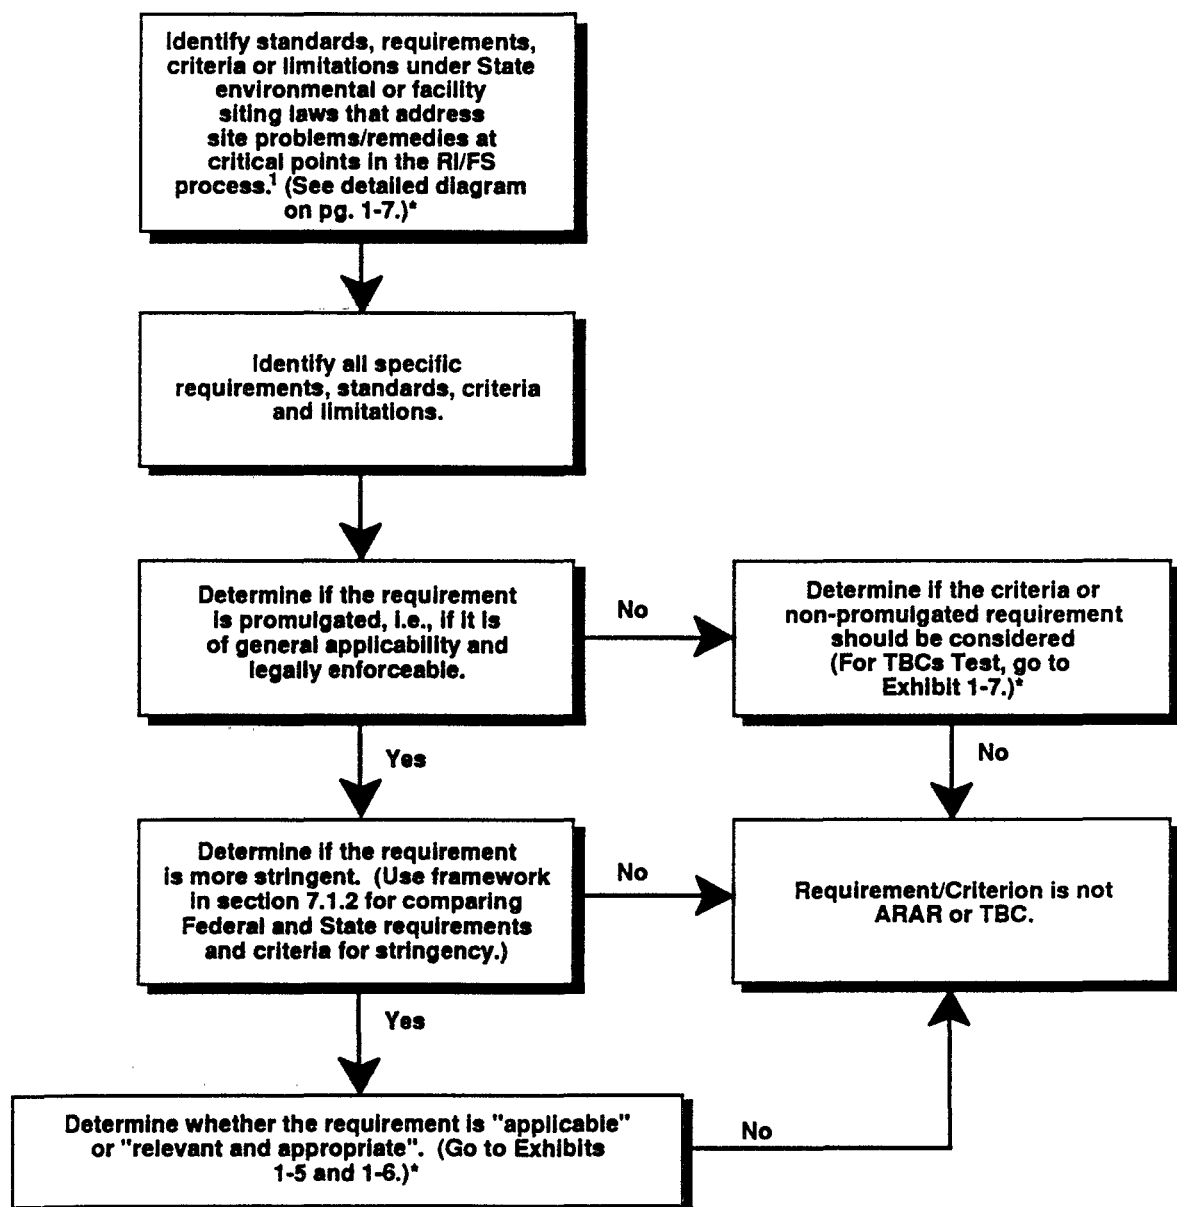 Identify standards, requirements,
criteria or limitations under State
environmental or facility
siting laws that address
site problems/remedies at
critical points in the RI/FS
process.¹ (See detailed diagram
on pg. 1-7.)*
Identify all specific
requirements, standards, criteria
and limitations.
Determine if the requirement
is promulgated, i.e., if it is
of general applicability and
legally enforceable.
No
Determine if the criteria or
non-promulgated requirement
should be considered
(For TBCs Test, go to
Exhibit 1-7.)*
Yes
No
Determine if the requirement
is more stringent. (Use framework
in section 7.1.2 for comparing
Federal and State requirements
and criteria for stringency.)
No
Requirement/Criterion is not
ARAR or TBC.
Yes
Determine whether the requirement is "applicable"
or "relevant and appropriate". (Go to Exhibits
1-5 and 1-6.)*
No